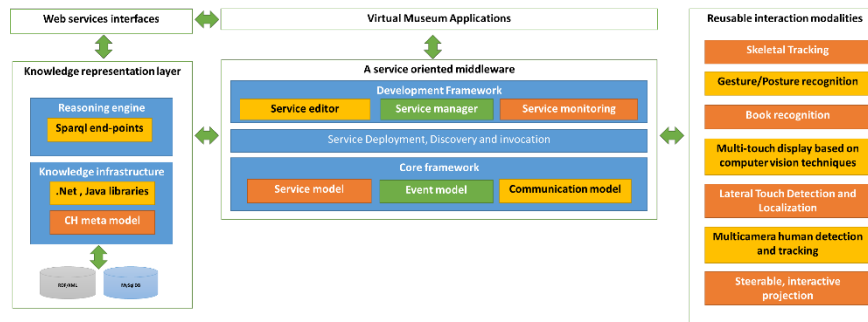 Web services interfaces
Virtual Museum Applications
Reusable interaction modalities
Knowledge representation layer
Reasoning engine
Sparql end-points
Knowledge infrastructure
.Net , Java libraries
CH meta model
MySql DB
A service oriented middleware
Development Framework
Service editor
Service manager
Service monitoring
Service Deployment, Discovery and invocation
Core framework
Service model
Event model
Communication model
Skeletal Tracking
Gesture/Posture recognition
Book recognition
Multi-touch display based on
computer vision techniques
Lateral Touch Detection and
Localization
Multicamera human detection
and tracking
Steerable, interactive
projection